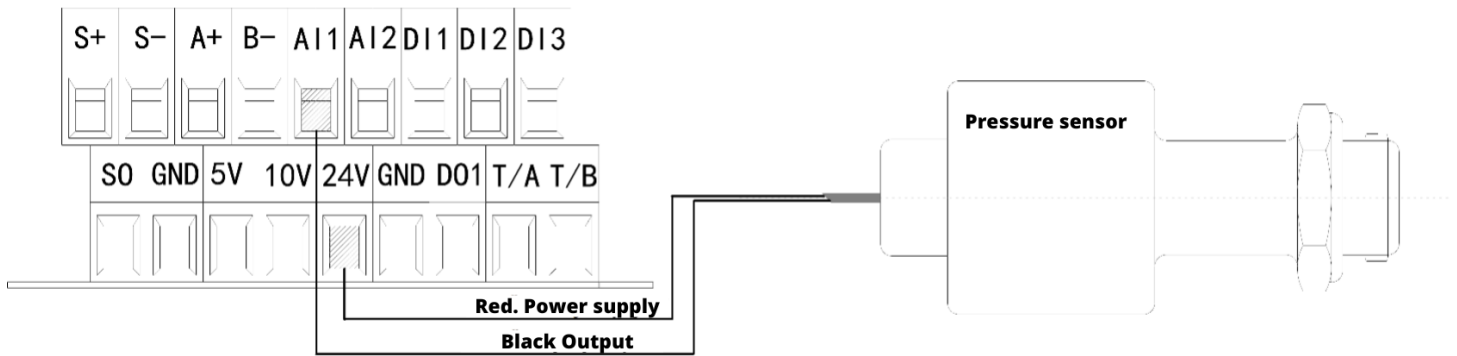 S+ S- A+ B- AI1 AI2 DI1 DI2 DI3
Pressure sensor
SO GND 5V 10V 24V GND DO1 T/A T/B
Red. Power supply
Black Output